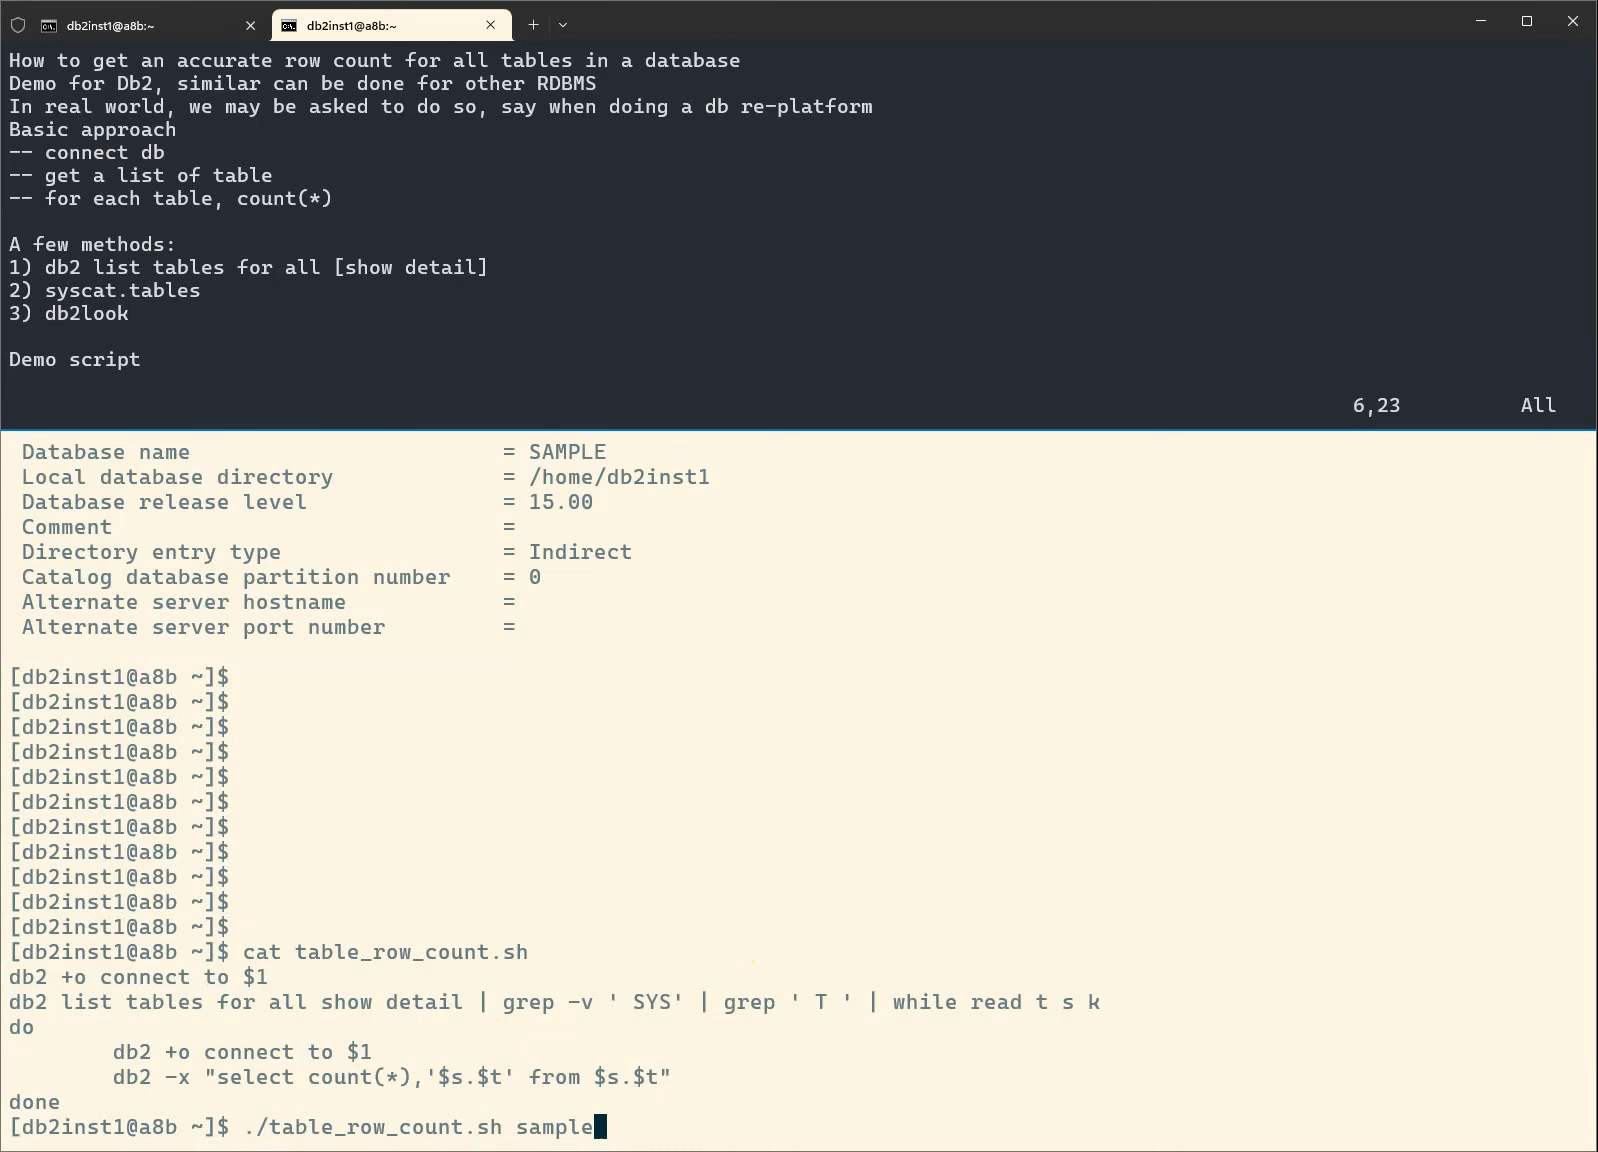 db2inst1@a8b:~
db2inst1@a8b:~
How to get an accurate row count for all tables in a database
Demo for Db2, similar can be done for other RDBMS
In real world, we may be asked to do so, say when doing a db re-platform
Basic approach
-- connect db
-- get a list of table
-- for each table, count(*)
A few methods:
1) db2 list tables for all [show detail]
2) syscat.tables
3) db2look
Demo script
6,23 All
Database name = SAMPLE
Local database directory = /home/db2inst1
Database release level = 15.00
Comment =
Directory entry type = Indirect
Catalog database partition number = 0
Alternate server hostname =
Alternate server port number =
[db2inst1@a8b ~]$
[db2inst1@a8b ~]$
[db2inst1@a8b ~]$
[db2inst1@a8b ~]$
[db2inst1@a8b ~]$
[db2inst1@a8b ~]$
[db2inst1@a8b ~]$
[db2inst1@a8b ~]$
[db2inst1@a8b ~]$
[db2inst1@a8b ~]$
[db2inst1@a8b ~]$
[db2inst1@a8b ~]$ cat table_row_count.sh
db2 +o connect to $1
db2 list tables for all show detail | grep -v ' SYS' | grep ' T ' | while read t s k
do
db2 +o connect to $1
db2 -x "select count(*),'$s.$t' from $s.$t"
done
[db2inst1@a8b ~]$ ./table_row_count.sh sample